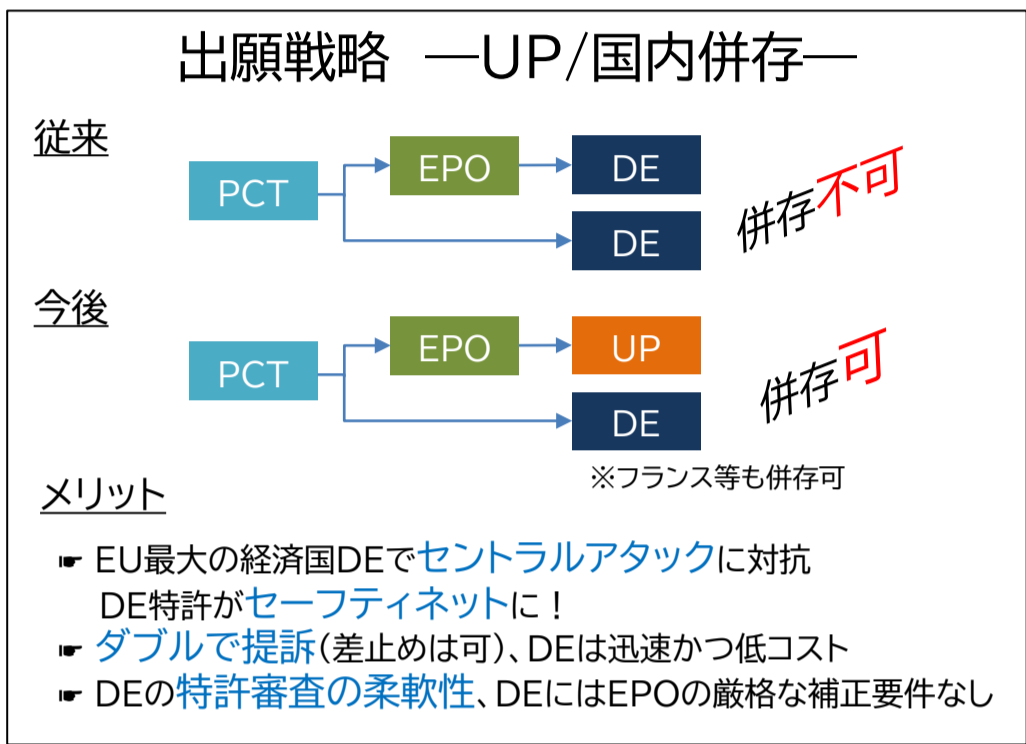 出願戦略 ―UP/国内併存―
従来
PCT
EPO
DE
DE
併存不可
今後
PCT
EPO
UP
DE
併存可
※フランス等も併存可
メリット
☛ EU最大の経済国DEでセントラルアタックに対抗
DE特許がセーフティネットに！
☛ ダブルで提訴（差止めは可）、DEは迅速かつ低コスト
☛ DEの特許審査の柔軟性、DEにはEPOの厳格な補正要件なし